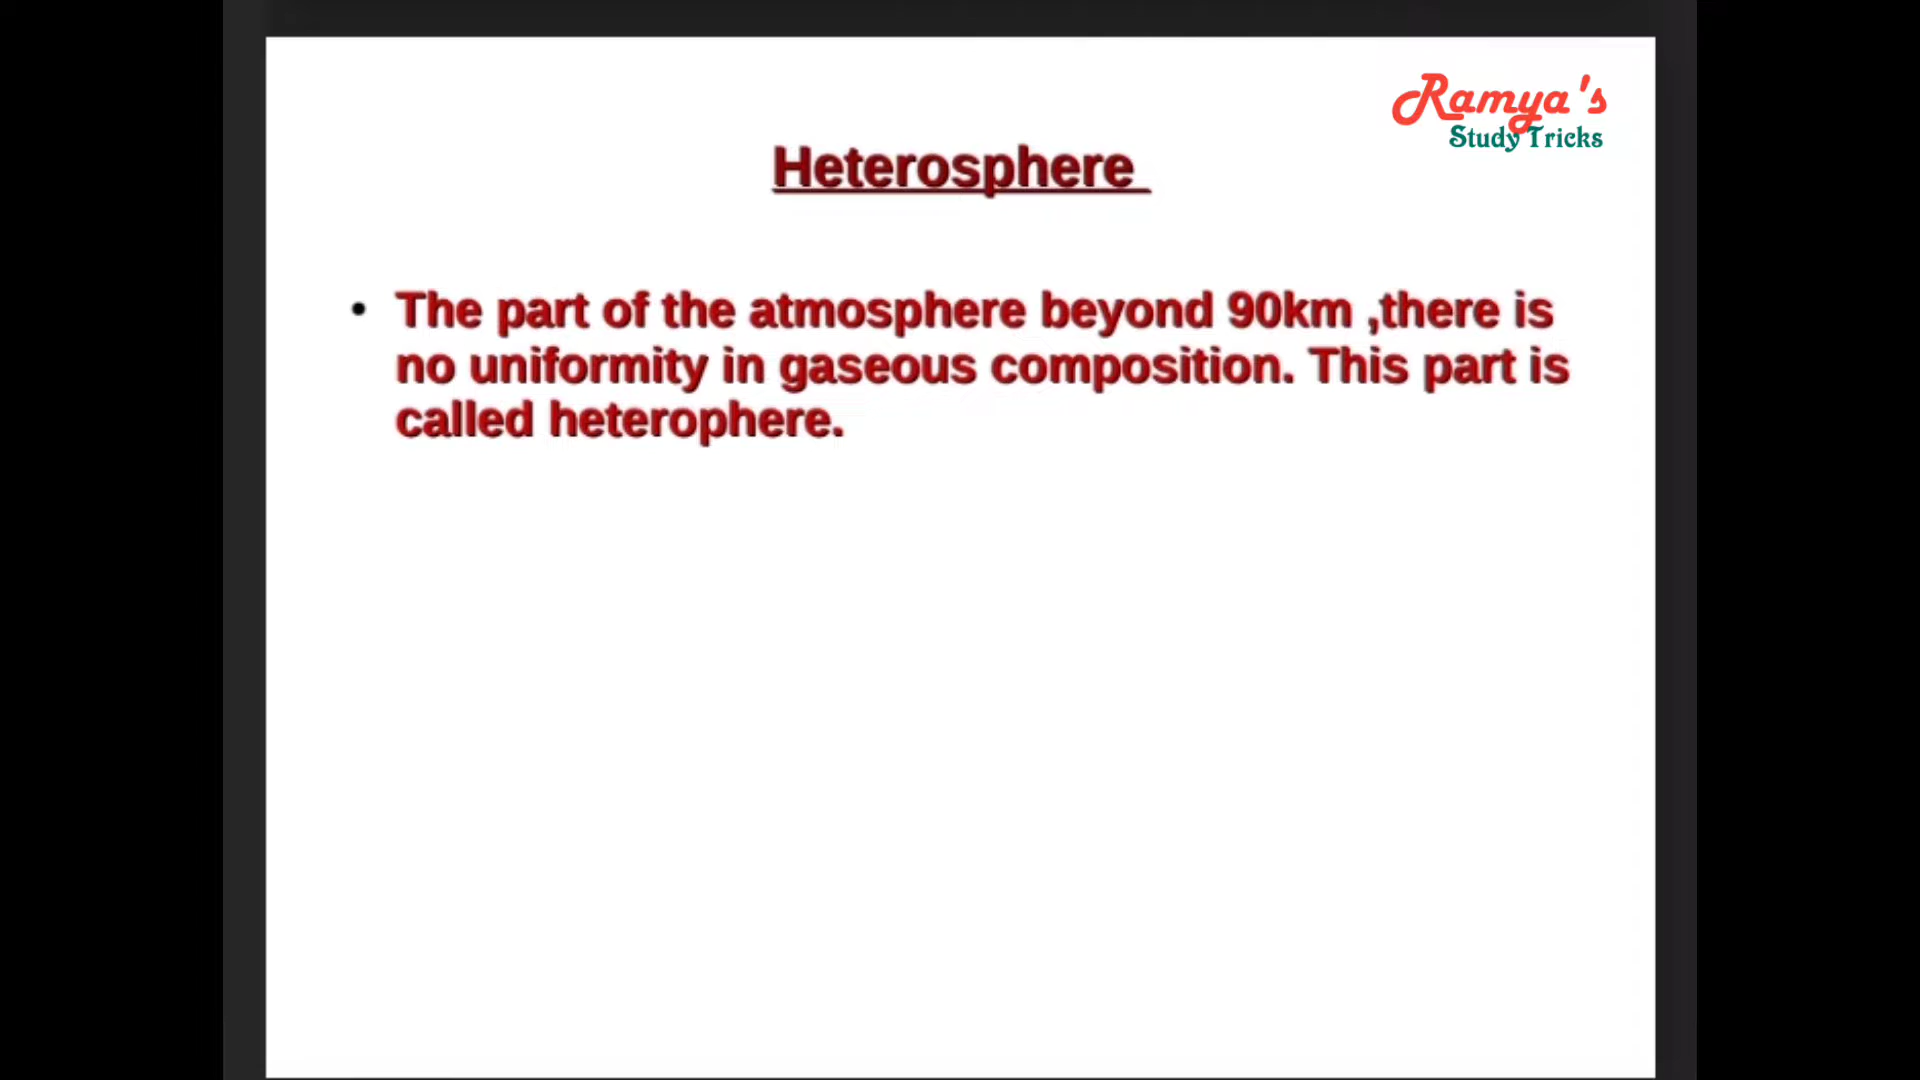 Ramya's
Study Tricks
Heterosphere
• The part of the atmosphere beyond 90km ,there is
no uniformity in gaseous composition. This part is
called heterophere.